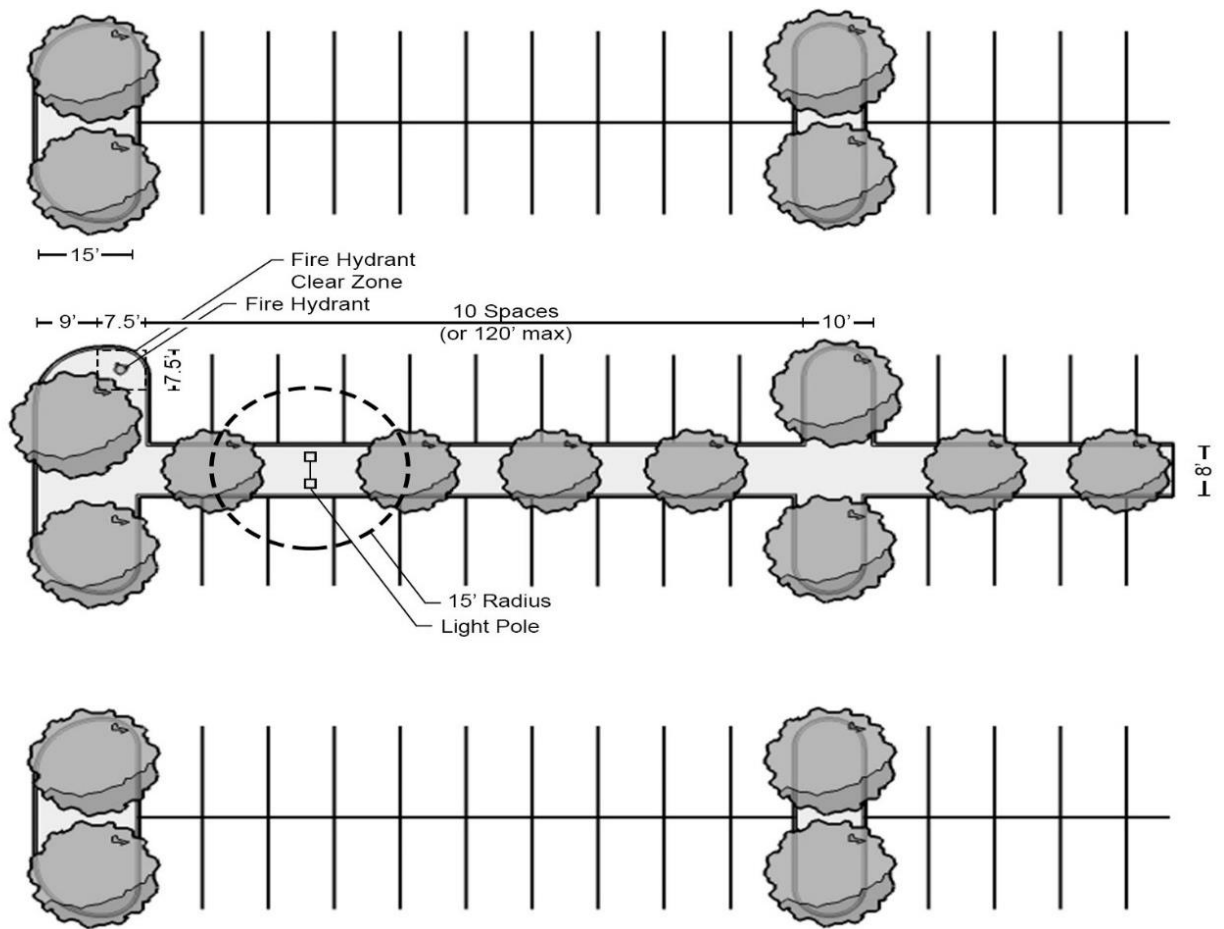 15'
Fire Hydrant
Clear Zone
Fire Hydrant
9' 7.5' 10 Spaces 10'
(or 120' max)
7.5'
8'
15' Radius
Light Pole